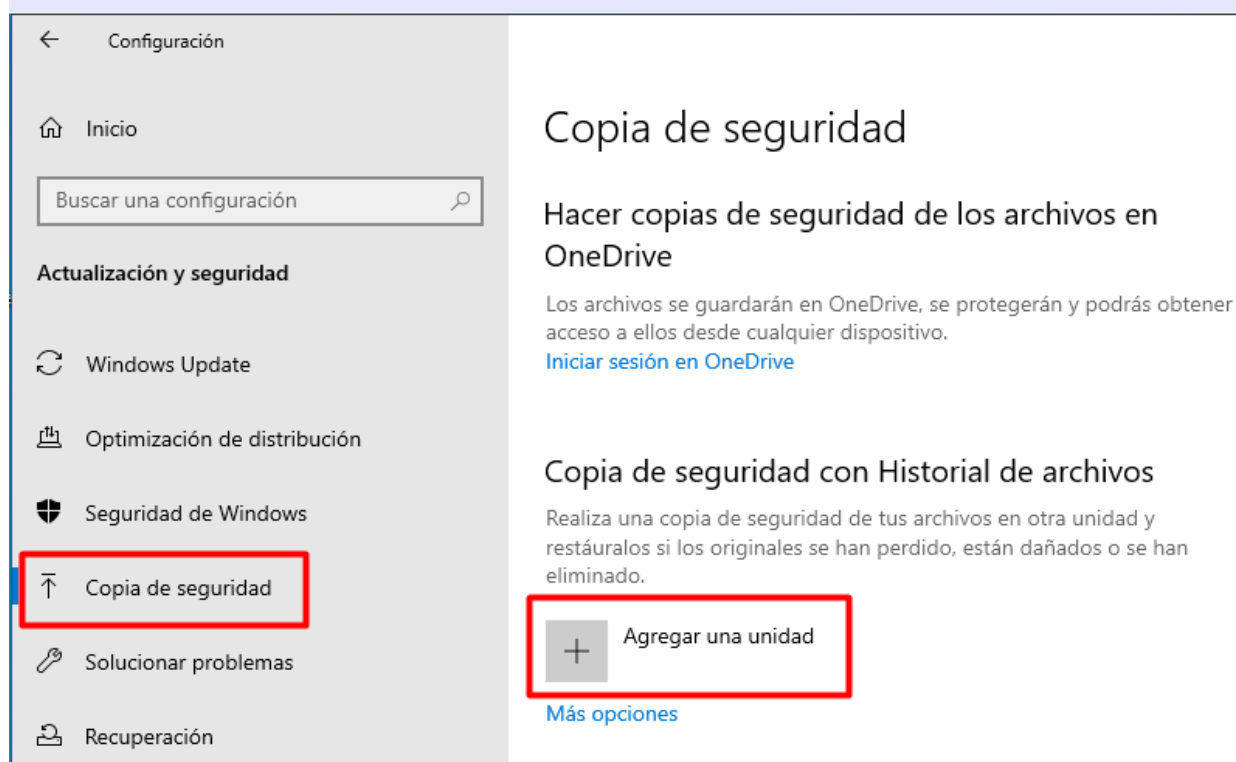 Configuración
Inicio
Buscar una configuración
Actualización y seguridad
Windows Update
Optimización de distribución
Seguridad de Windows
Copia de seguridad
Solucionar problemas
Recuperación
Copia de seguridad
Hacer copias de seguridad de los archivos en
OneDrive
Los archivos se guardarán en OneDrive, se protegerán y podrás obtener
acceso a ellos desde cualquier dispositivo.
Iniciar sesión en OneDrive
Copia de seguridad con Historial de archivos
Realiza una copia de seguridad de tus archivos en otra unidad y
restáuralos si los originales se han perdido, están dañados o se han
eliminado.
Agregar una unidad
Más opciones